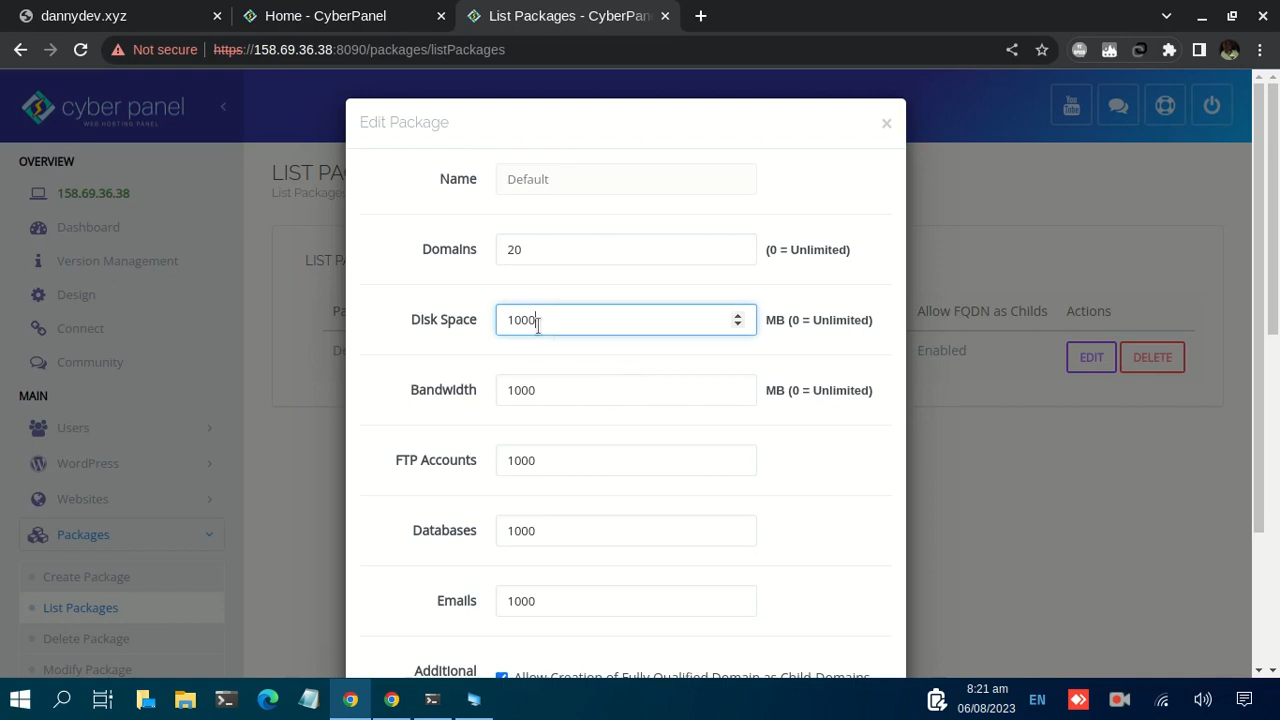 dannydev.xyz
Home - CyberPanel
List Packages - CyberPan
Not secure
https://158.69.36.38:8090/packages/listPackages
cyber panel
WEB HOSTING PANEL
You Tube
OVERVIEW
158.69.36.38
Dashboard
Version Management
Design
Connect
Community
MAIN
Users
WordPress
Websites
Packages
Create Package
List Packages
Delete Package
Modify Package
LIST PA
List Package
LIST PA
Pa
De
Allow FQDN as Childs
Actions
Enabled
EDIT
DELETE
Edit Package
×
Name
Default
Domains
20
(0 = Unlimited)
Disk Space
1000
MB (0 = Unlimited)
Bandwidth
1000
MB (0 = Unlimited)
FTP Accounts
1000
Databases
1000
Emails
1000
Additional
Allow Creation of Fully Qualified Domain as Child-Domains
EN
8:21 am
06/08/2023